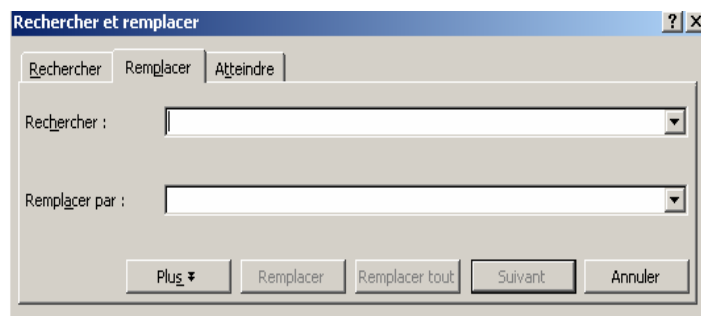 Rechercher et remplacer
Rechercher Remplacer Atteindre
Rechercher :
Remplacer par :
Plus Remplacer Remplacer tout Suivant Annuler